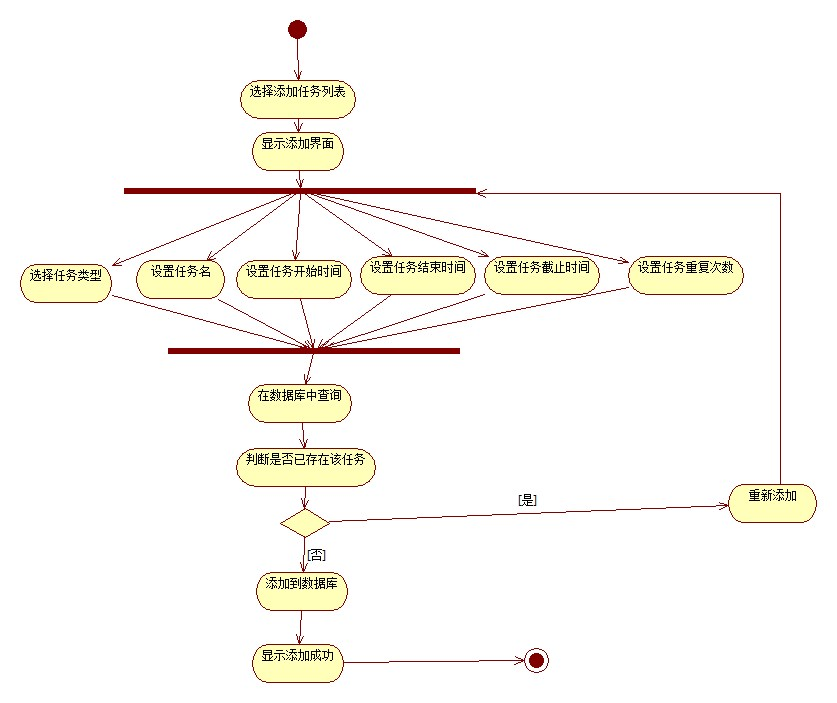 选择添加任务列表
显示添加界面
选择任务类型
设置任务名
设置任务开始时间
设置任务结束时间
设置任务截止时间
设置任务重复次数
在数据库中查询
判断是否已存在该任务
[是]
重新添加
[否]
添加到数据库
显示添加成功